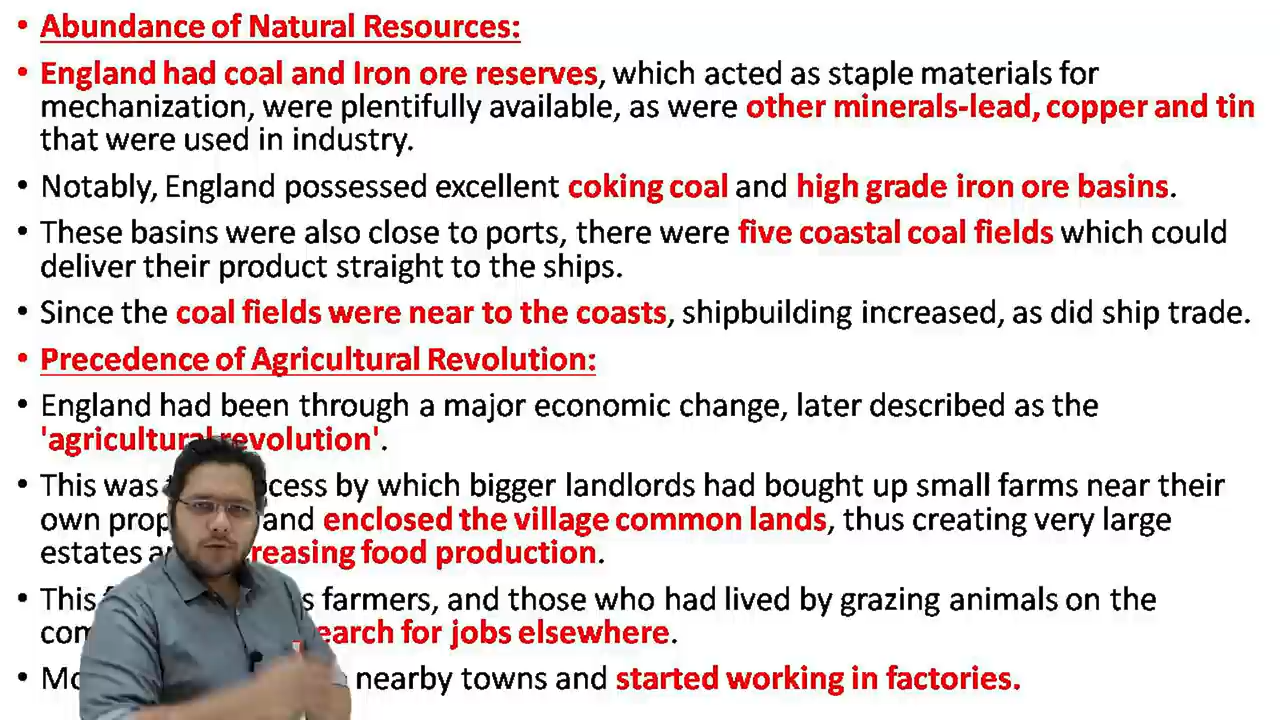 • Abundance of Natural Resources:
• England had coal and Iron ore reserves, which acted as staple materials for
mechanization, were plentifully available, as were other minerals-lead, copper and tin
that were used in industry.
• Notably, England possessed excellent coking coal and high grade iron ore basins.
• These basins were also close to ports, there were five coastal coal fields which could
deliver their product straight to the ships.
• Since the coal fields were near to the coasts, shipbuilding increased, as did ship trade.
• Precedence of Agricultural Revolution:
• England had been through a major economic change, later described as the
'agricultural revolution'.
• This was by which bigger landlords had bought up small farms near their
own and enclosed the village common lands, thus creating very large
estates food production.
• This farmers, and those who had lived by grazing animals on the
for jobs elsewhere.
• nearby towns and started working in factories.